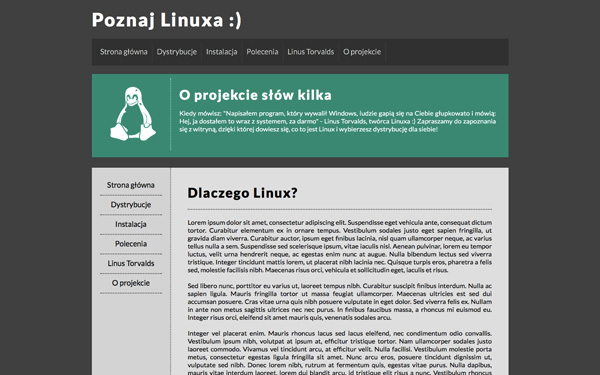 Poznaj Linuxa :)
Strona główna Dystrybucje Instalacja Polecenia Linus Torvalds O projekcie
O projekcie słów kilka
Kiedy mówisz: "Napisałem program, który wywalił Windows, ludzie gapią się na Ciebie głupkowato i mówią:
Hej, ja dostałem to wraz z systemem, za darmo" - Linus Torvalds, twórca Linuxa :) Zapraszamy do zapoznania
się z witryną, dzięki której dowiesz się, co to jest Linux i wybierzesz dystrybucję dla siebie!
Strona główna
Dystrybucje
Instalacja
Polecenia
Linus Torvalds
O projekcie
Dlaczego Linux?
Lorem ipsum dolor sit amet, consectetur adipiscing elit. Suspendisse eget vehicula ante, consequat dictum
tortor. Curabitur elementum ex in ornare tempus. Vestibulum sodales justo eget sapien fringilla, ut
gravida diam viverra. Curabitur auctor, ipsum eget finibus lacinia, nisl quam ullamcorper neque, ac varius
tellus nulla a sem. Suspendisse sed scelerisque ipsum, vitae iaculis nisl. Aenean pulvinar, lorem eu tempor
luctus, velit urna hendrerit neque, ac egestas enim nunc at augue. Nulla bibendum lectus sed viverra
tristique. Integer tincidunt mattis lorem, ut placerat nibh lacinia nec. Quisque turpis eros, pharetra a felis
sed, molestie facilisis nibh. Maecenas risus orci, vehicula et sollicitudin eget, iaculis et risus.
Sed libero nunc, porttitor eu varius ut, laoreet tempus nibh. Curabitur suscipit finibus interdum. Nulla ac
sapien ligula. Mauris fringilla tortor ut massa feugiat ullamcorper. Maecenas ultricies est sed dui
accumsan posuere. Cras vitae urna quis nibh posuere vulputate in eget dolor. Sed viverra felis ex. Nullam
in ante non metus sagittis ultrices nec nec purus. In finibus faucibus massa, a rhoncus mi euismod eu.
Integer risus orci, eleifend sit amet mauris quis, venenatis sodales arcu.
Integer vel placerat enim. Mauris rhoncus lacus sed lacus eleifend, nec condimentum odio convallis.
Vestibulum ipsum nibh, volutpat at ipsum at, efficitur tristique tortor. Nam ullamcorper sodales justo
laoreet commodo. Vivamus vel tincidunt arcu, at efficitur velit. Nulla facilisi. Vestibulum molestie porta
metus, consectetur egestas ligula fringilla sit amet. Nunc arcu eros, posuere tincidunt dignissim ut,
vulputate sed nibh. Donec lorem nibh, rutrum at fermentum quis, egestas vitae purus. Nulla dapibus,
mauris vitae interdum laoreet, lorem dui blandit arcu, id tristique elit risus a nunc. Vestibulum rhoncus